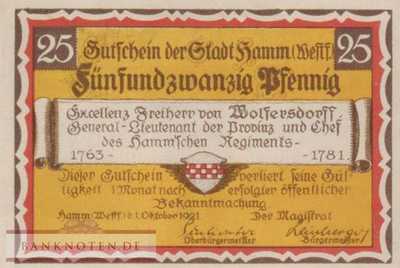 25 Gutschein der Stadt Hamm (Westf) 25
Fünfundzwanzig Pfennig
Excellenz Freiherr von Wolfersdorff
General-Lieutenant der Provinz und Chef
des Hamm'schen Regiments-
1763- -1781.
Dieser Gutschein verliert seine Gül
tigkeit 1 Monat nach erfolgter öffentlicher
Bekanntmachung
Hamm Westf. d. 1. Oktober 1921. Der Magistrat
Oberbürgermeister Bürgermeister
BANKNOTEN.DE